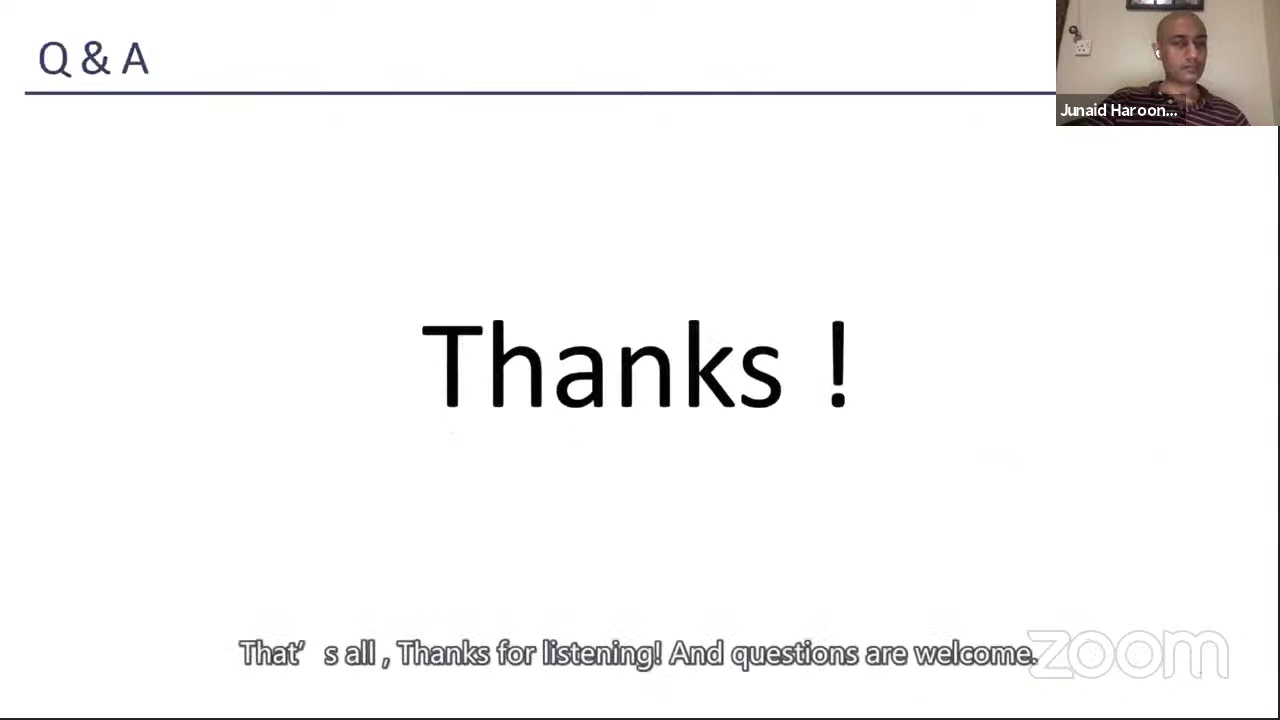 Q & A
Junaid Haroon...
Thanks !
That’ s all , Thanks for listening! And questions are welcome.
zoom